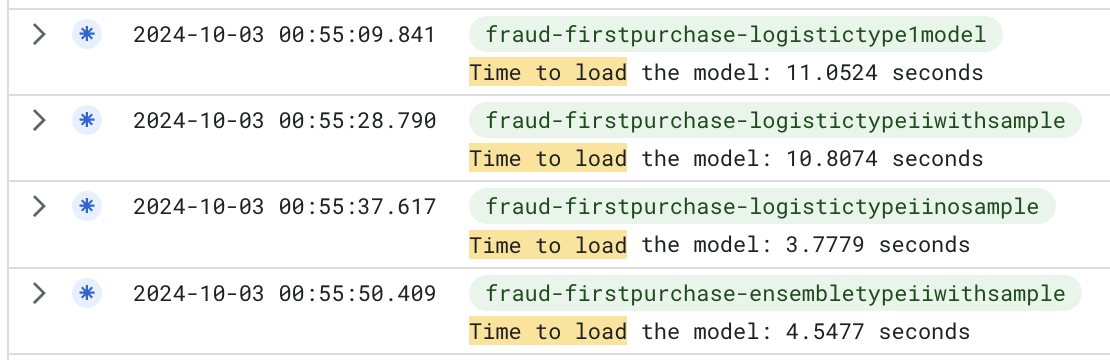 2024-10-03 00:55:09.841 fraud-firstpurchase-logistictype1model
Time to load the model: 11.0524 seconds
2024-10-03 00:55:28.790 fraud-firstpurchase-logistictypeiiwithsample
Time to load the model: 10.8074 seconds
2024-10-03 00:55:37.617 fraud-firstpurchase-logistictypeiinosample
Time to load the model: 3.7779 seconds
2024-10-03 00:55:50.409 fraud-firstpurchase-ensembletypeiiwithsample
Time to load the model: 4.5477 seconds